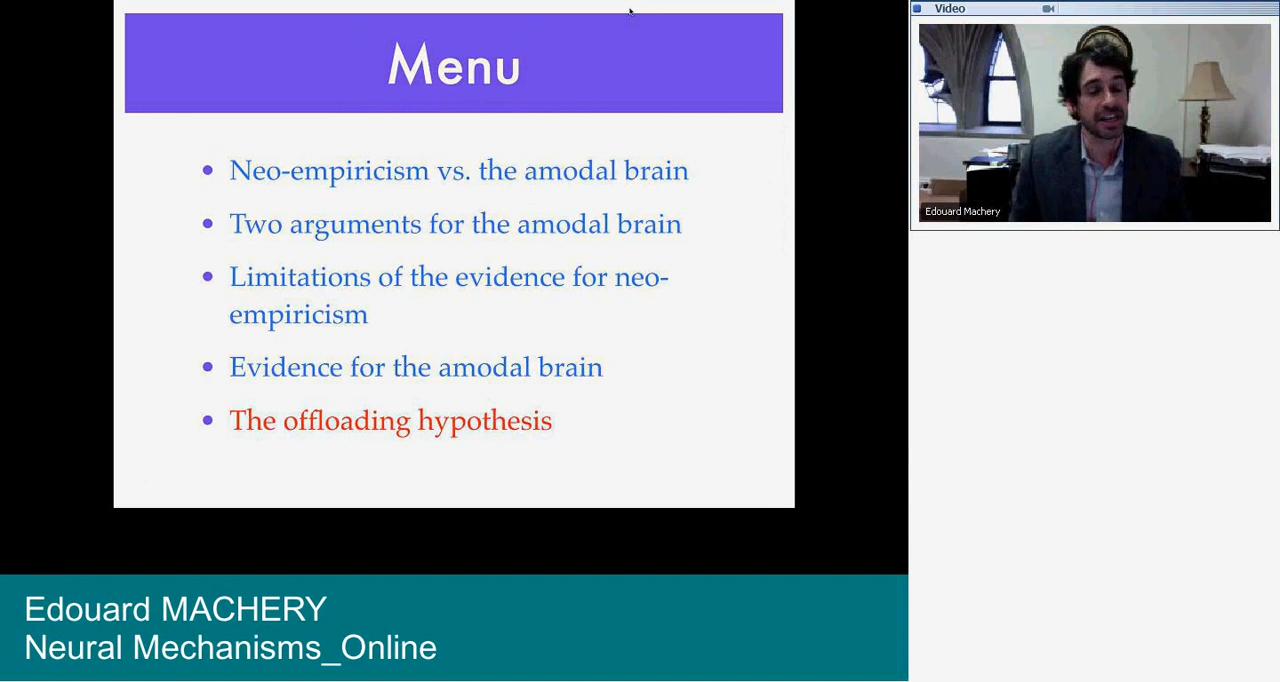 Menu
• Neo-empiricism vs. the amodal brain
• Two arguments for the amodal brain
• Limitations of the evidence for neo-
empiricism
• Evidence for the amodal brain
• The offloading hypothesis
Video
Edouard Machery
Edouard MACHERY
Neural Mechanisms_Online